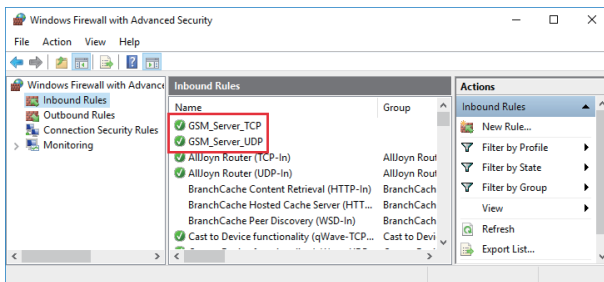 Windows Firewall with Advanced Security
File Action View Help
Windows Firewall with Advance
Inbound Rules
Outbound Rules
Connection Security Rules
Monitoring
Inbound Rules
Name Group
GSM_Server_TCP
GSM_Server_UDP
AllJoyn Router (TCP-In) AllJoyn Rout
AllJoyn Router (UDP-In) AllJoyn Rout
BranchCache Content Retrieval (HTTP-In) BranchCach
BranchCache Hosted Cache Server (HTT... BranchCach
BranchCache Peer Discovery (WSD-In) BranchCach
Cast to Device functionality (qWave-TCP... Cast to Devi
Actions
Inbound Rules
New Rule...
Filter by Profile
Filter by State
Filter by Group
View
Refresh
Export List...